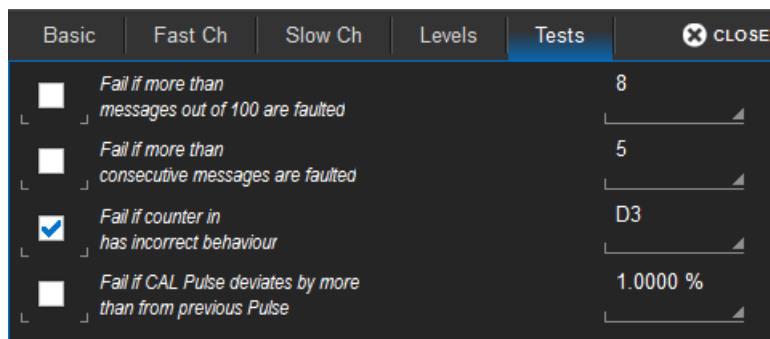 Basic Fast Ch Slow Ch Levels Tests CLOSE
Fail if more than 8
messages out of 100 are faulted
Fail if more than 5
consecutive messages are faulted
Fail if counter in D3
has incorrect behaviour
Fail if CAL Pulse deviates by more 1.0000 %
than from previous Pulse